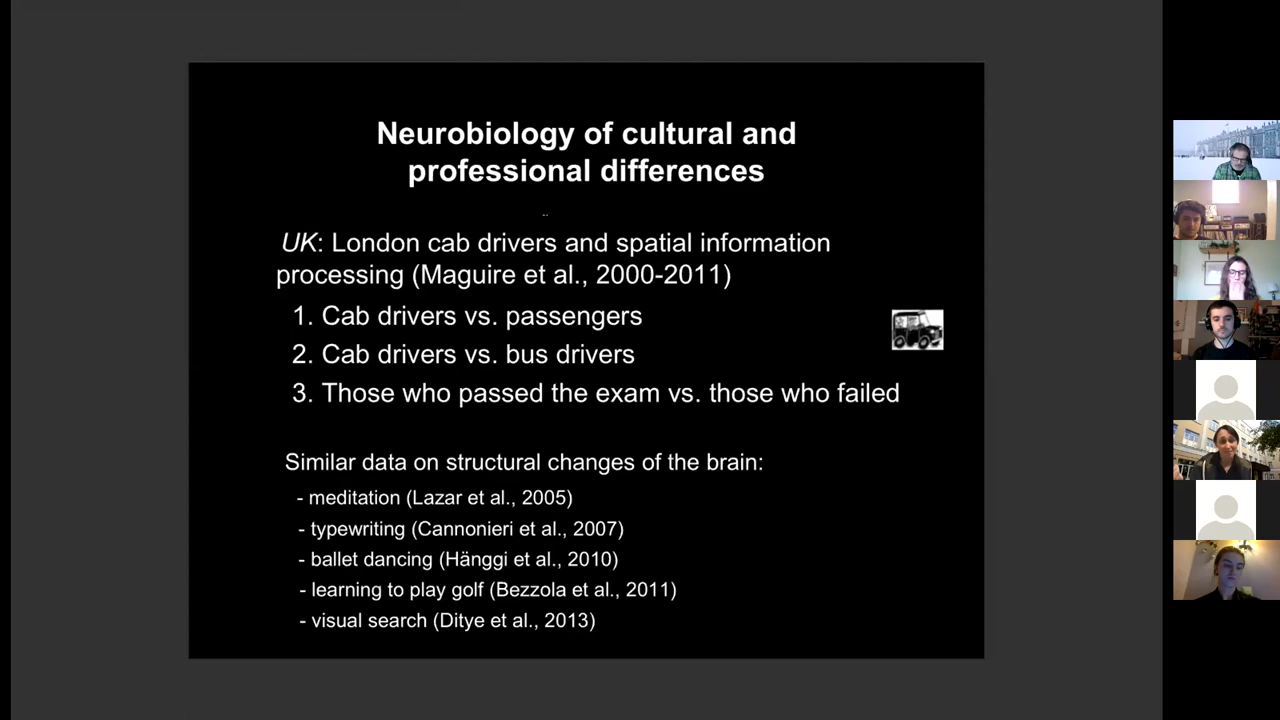 Neurobiology of cultural and
professional differences
UK: London cab drivers and spatial information
processing (Maguire et al., 2000-2011)
1. Cab drivers vs. passengers
2. Cab drivers vs. bus drivers
3. Those who passed the exam vs. those who failed
Similar data on structural changes of the brain:
- meditation (Lazar et al., 2005)
- typewriting (Cannonieri et al., 2007)
- ballet dancing (Hänggi et al., 2010)
- learning to play golf (Bezzola et al., 2011)
- visual search (Ditye et al., 2013)